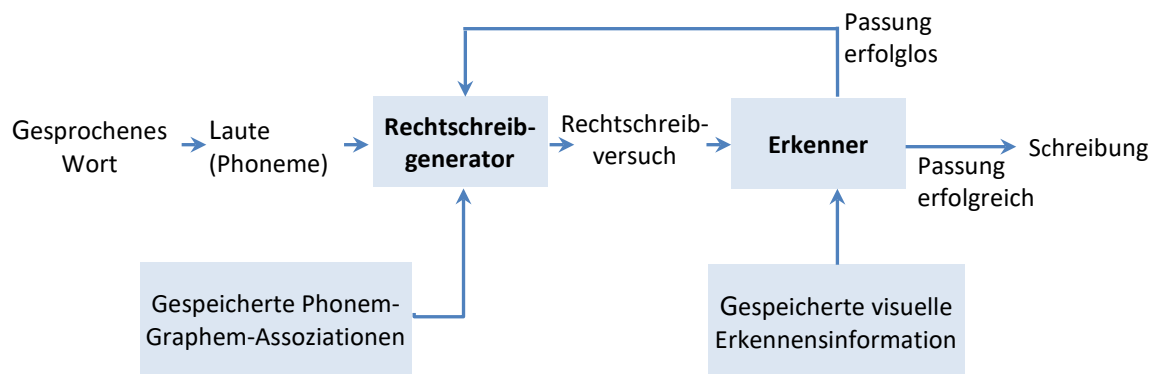 Passung
erfolglos
Gesprochenes
Wort
Laute
(Phoneme)
Rechtschreib-
generator
Rechtschreib-
versuch
Erkenner
Passung
erfolgreich
Schreibung
Gespeicherte Phonem-
Graphem-Assoziationen
Gespeicherte visuelle
Erkennensinformation